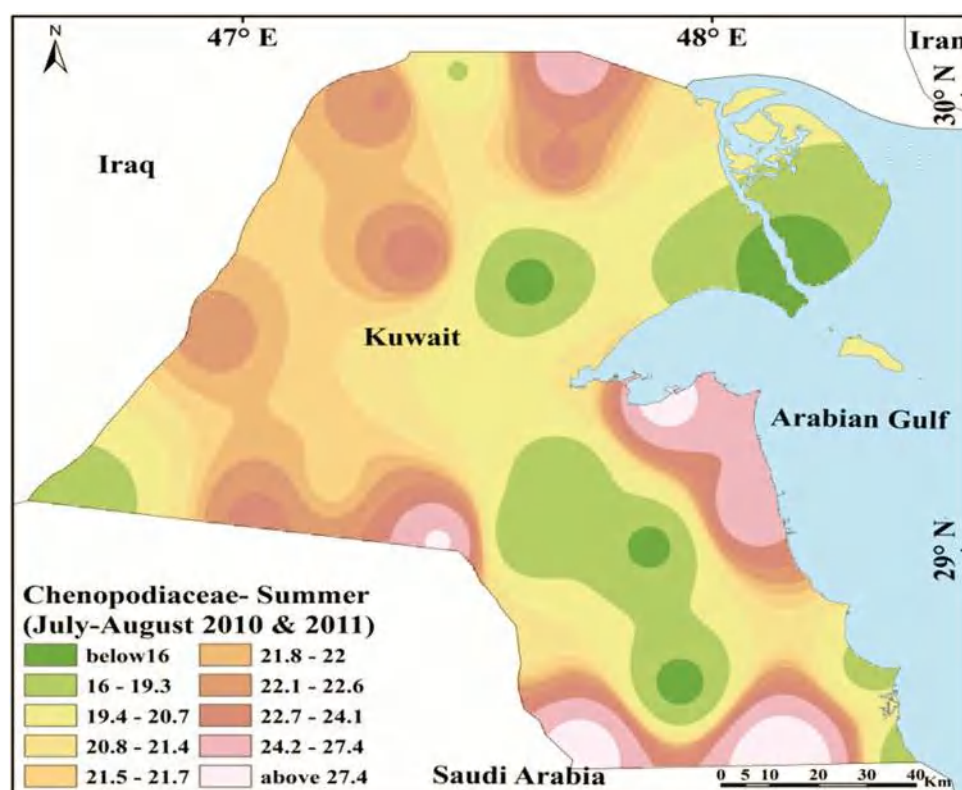 N
47° E
48° E
Iran
30° N
Iraq
Kuwait
Arabian Gulf
29° N
Chenopodiaceae- Summer
(July-August 2010 & 2011)
below16
21.8 - 22
16 - 19.3
22.1 - 22.6
19.4 - 20.7
22.7 - 24.1
20.8 - 21.4
24.2 - 27.4
21.5 - 21.7
above 27.4
Saudi Arabia
0 5 10 20 30 40
Km